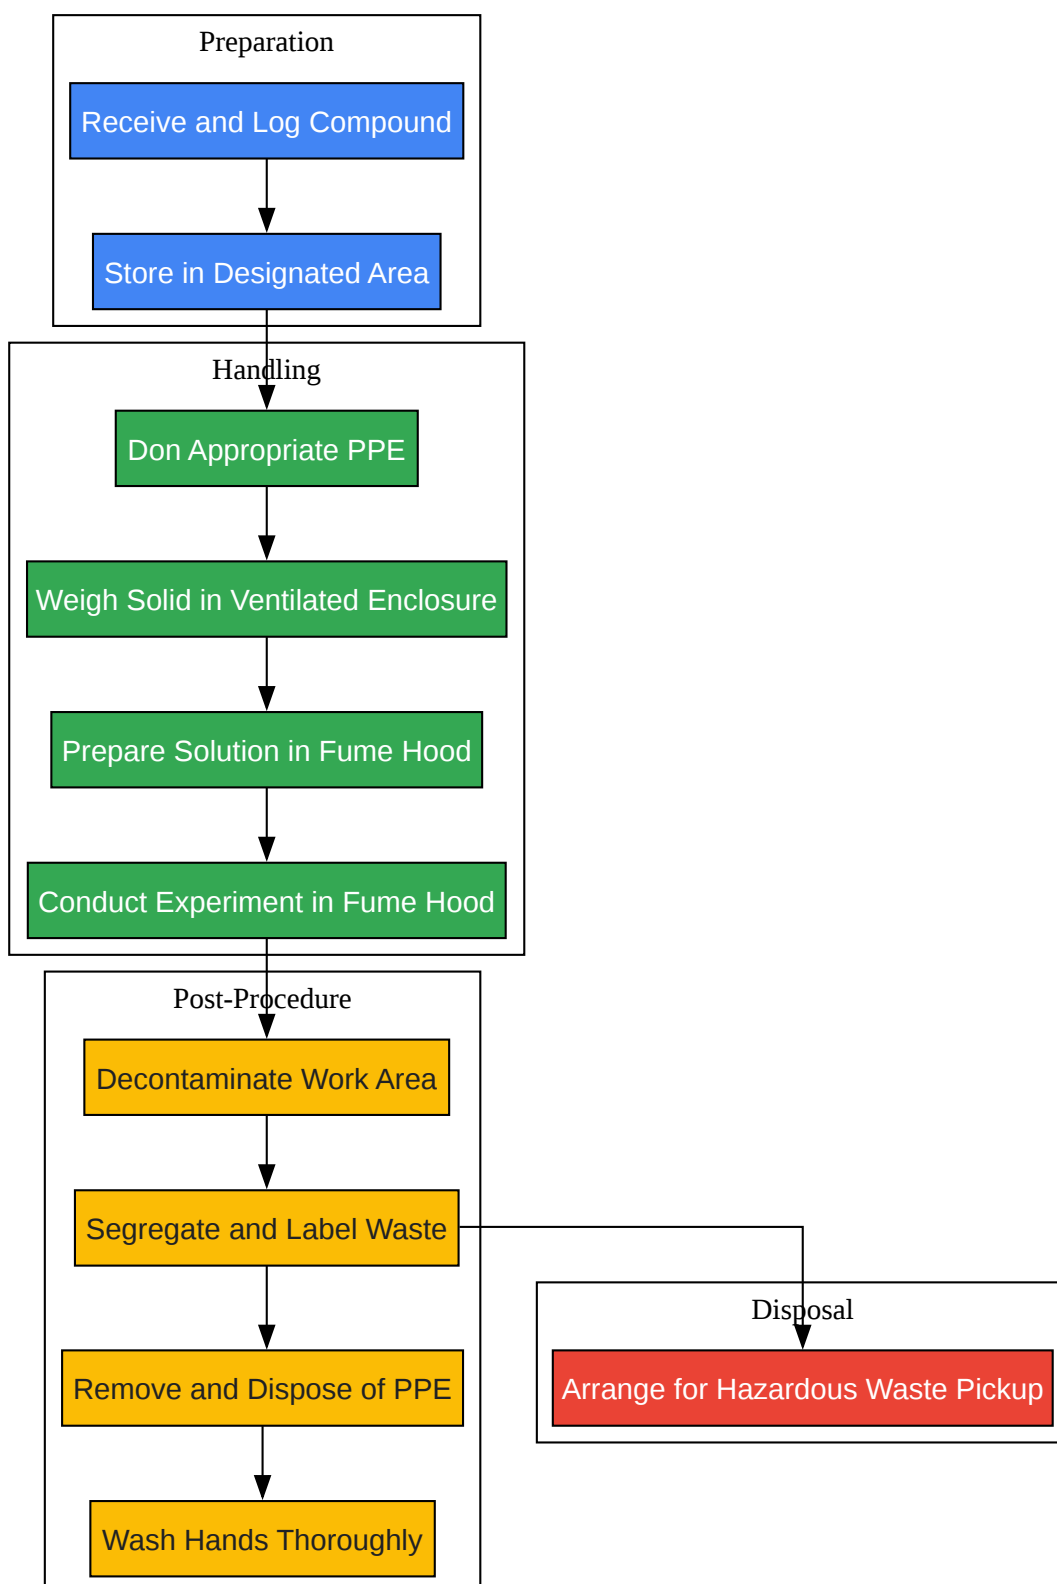 Preparation
Receive and Log Compound
Store in Designated Area
Handling
Don Appropriate PPE
Weigh Solid in Ventilated Enclosure
Prepare Solution in Fume Hood
Conduct Experiment in Fume Hood
Post-Procedure
Decontaminate Work Area
Segregate and Label Waste
Disposal
Remove and Dispose of PPE
Arrange for Hazardous Waste Pickup
Wash Hands Thoroughly